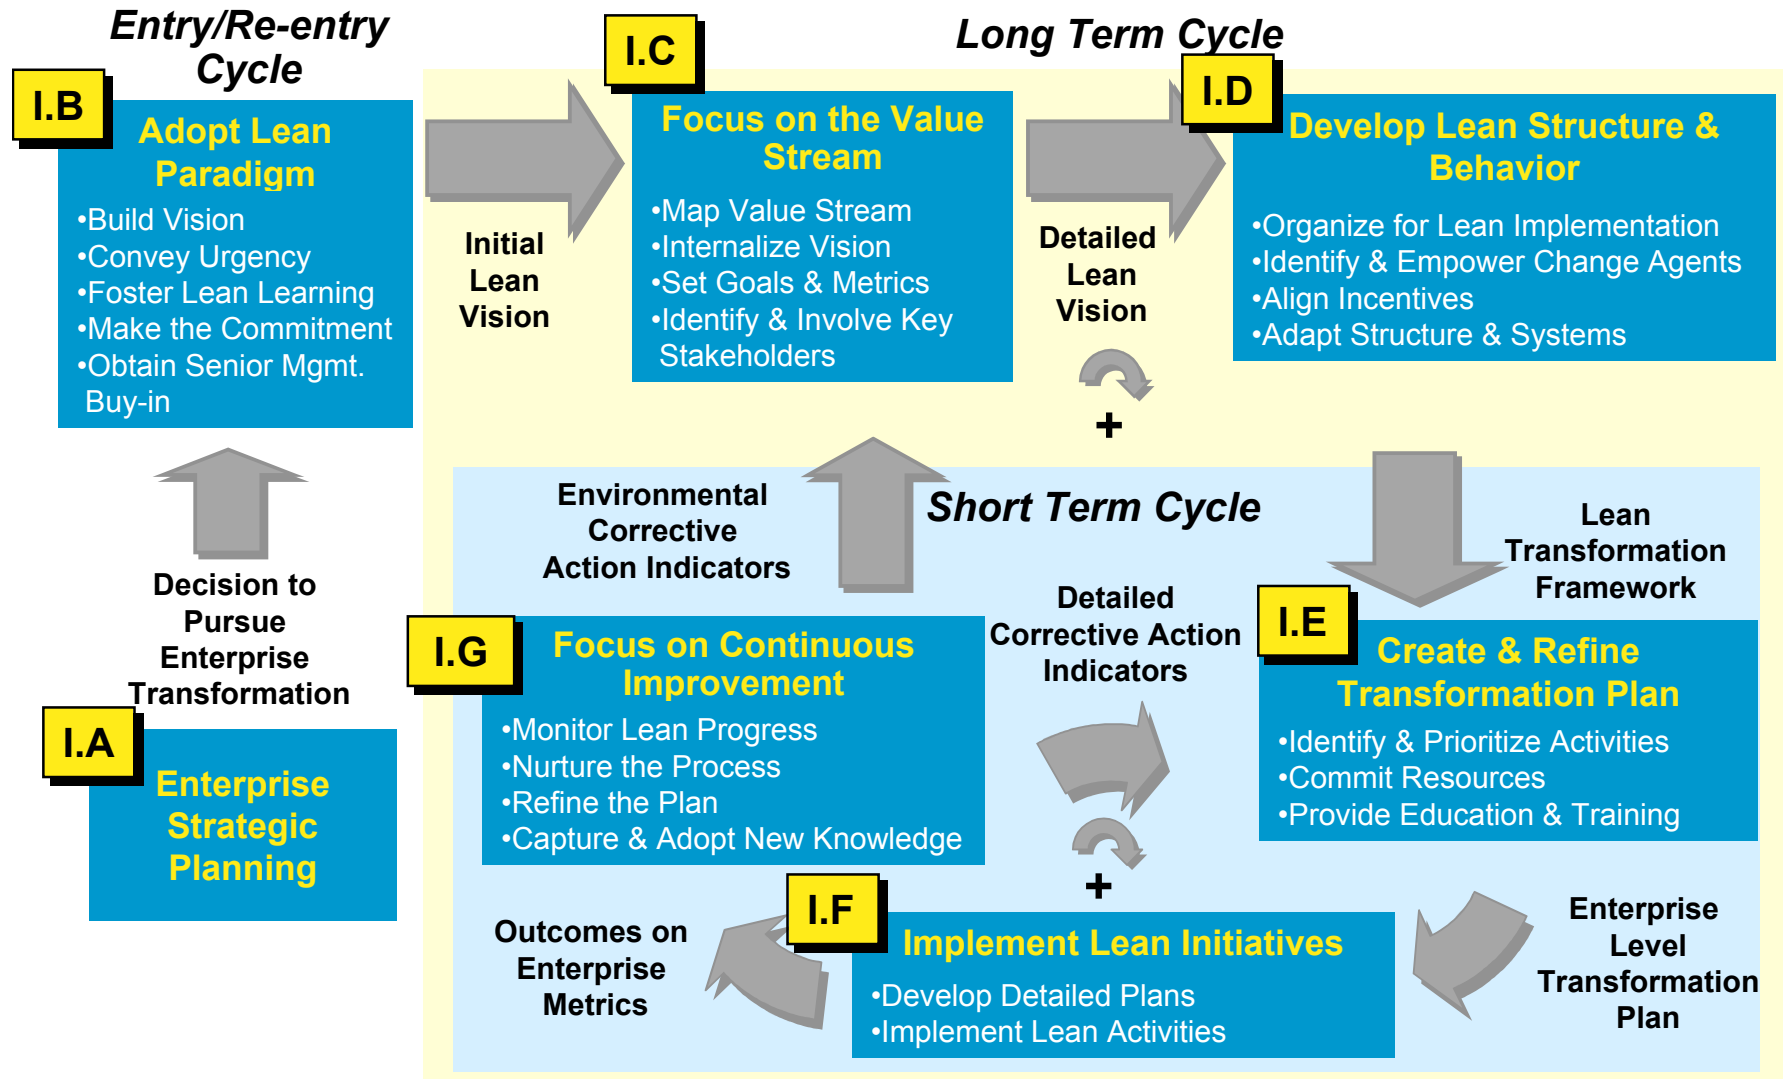 Entry/Re-entry
Cycle
I.B
Adopt Lean
Paradigm
•Build Vision
•Convey Urgency
•Foster Lean Learning
•Make the Commitment
•Obtain Senior Mgmt.
Buy-in
Decision to
Pursue
Enterprise
Transformation
I.A
Enterprise
Strategic
Planning
Long Term Cycle
Initial
Lean
Vision
I.C
Focus on the Value
Stream
•Map Value Stream
•Internalize Vision
•Set Goals & Metrics
•Identify & Involve Key
Stakeholders
Detailed
Lean
Vision
+
I.D
Develop Lean Structure &
Behavior
•Organize for Lean Implementation
•Identify & Empower Change Agents
•Align Incentives
•Adapt Structure & Systems
Short Term Cycle
Environmental
Corrective
Action Indicators
Lean
Transformation
Framework
I.G
Focus on Continuous
Improvement
•Monitor Lean Progress
•Nurture the Process
•Refine the Plan
•Capture & Adopt New Knowledge
Detailed
Corrective Action
Indicators
+
I.E
Create & Refine
Transformation Plan
•Identify & Prioritize Activities
•Commit Resources
•Provide Education & Training
Outcomes on
Enterprise
Metrics
I.F
Implement Lean Initiatives
•Develop Detailed Plans
•Implement Lean Activities
Enterprise
Level
Transformation
Plan